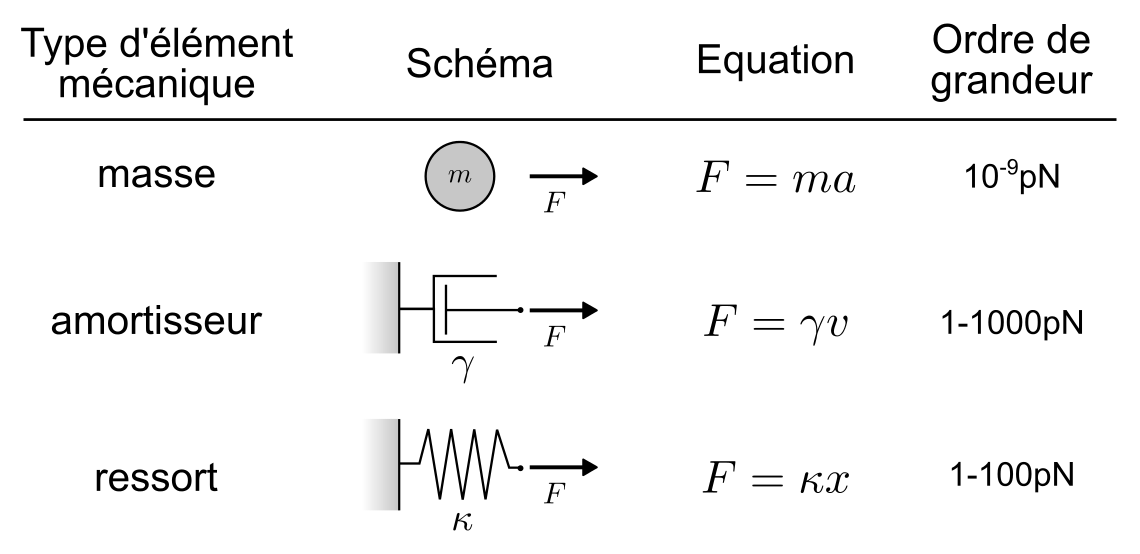 Type d'élément mécanique
Schéma
Equation
Ordre de grandeur
masse
m
F
F = ma
10⁻⁹pN
amortisseur
γ
F
F = γv
1-1000pN
ressort
κ
F
F = κx
1-100pN